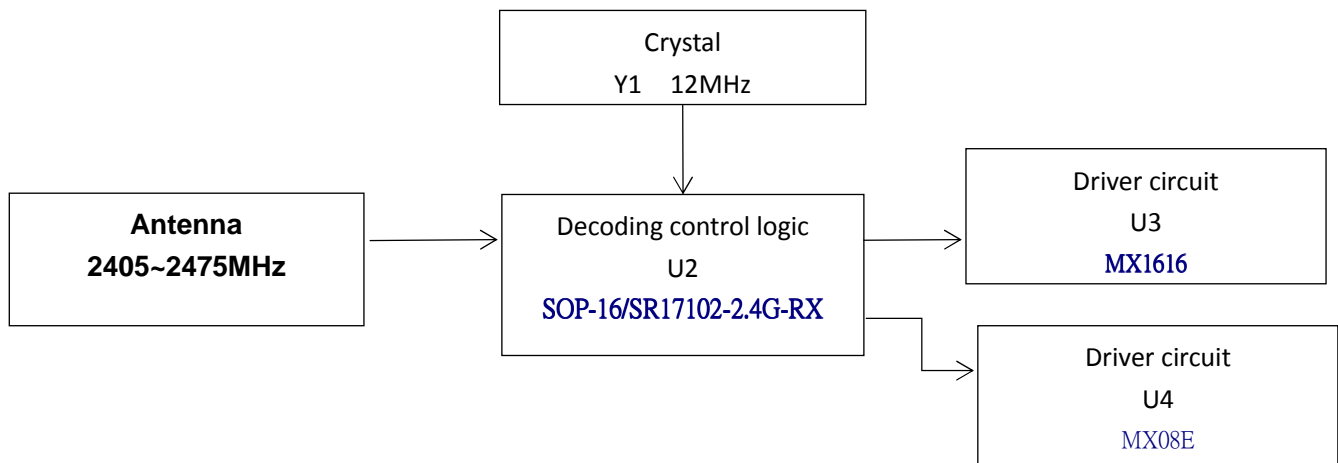 Crystal
Y1 12MHz
Antenna
2405~2475MHz
Decoding control logic
U2
SOP-16/SR17102-2.4G-RX
Driver circuit
U3
MX1616
Driver circuit
U4
MX08E